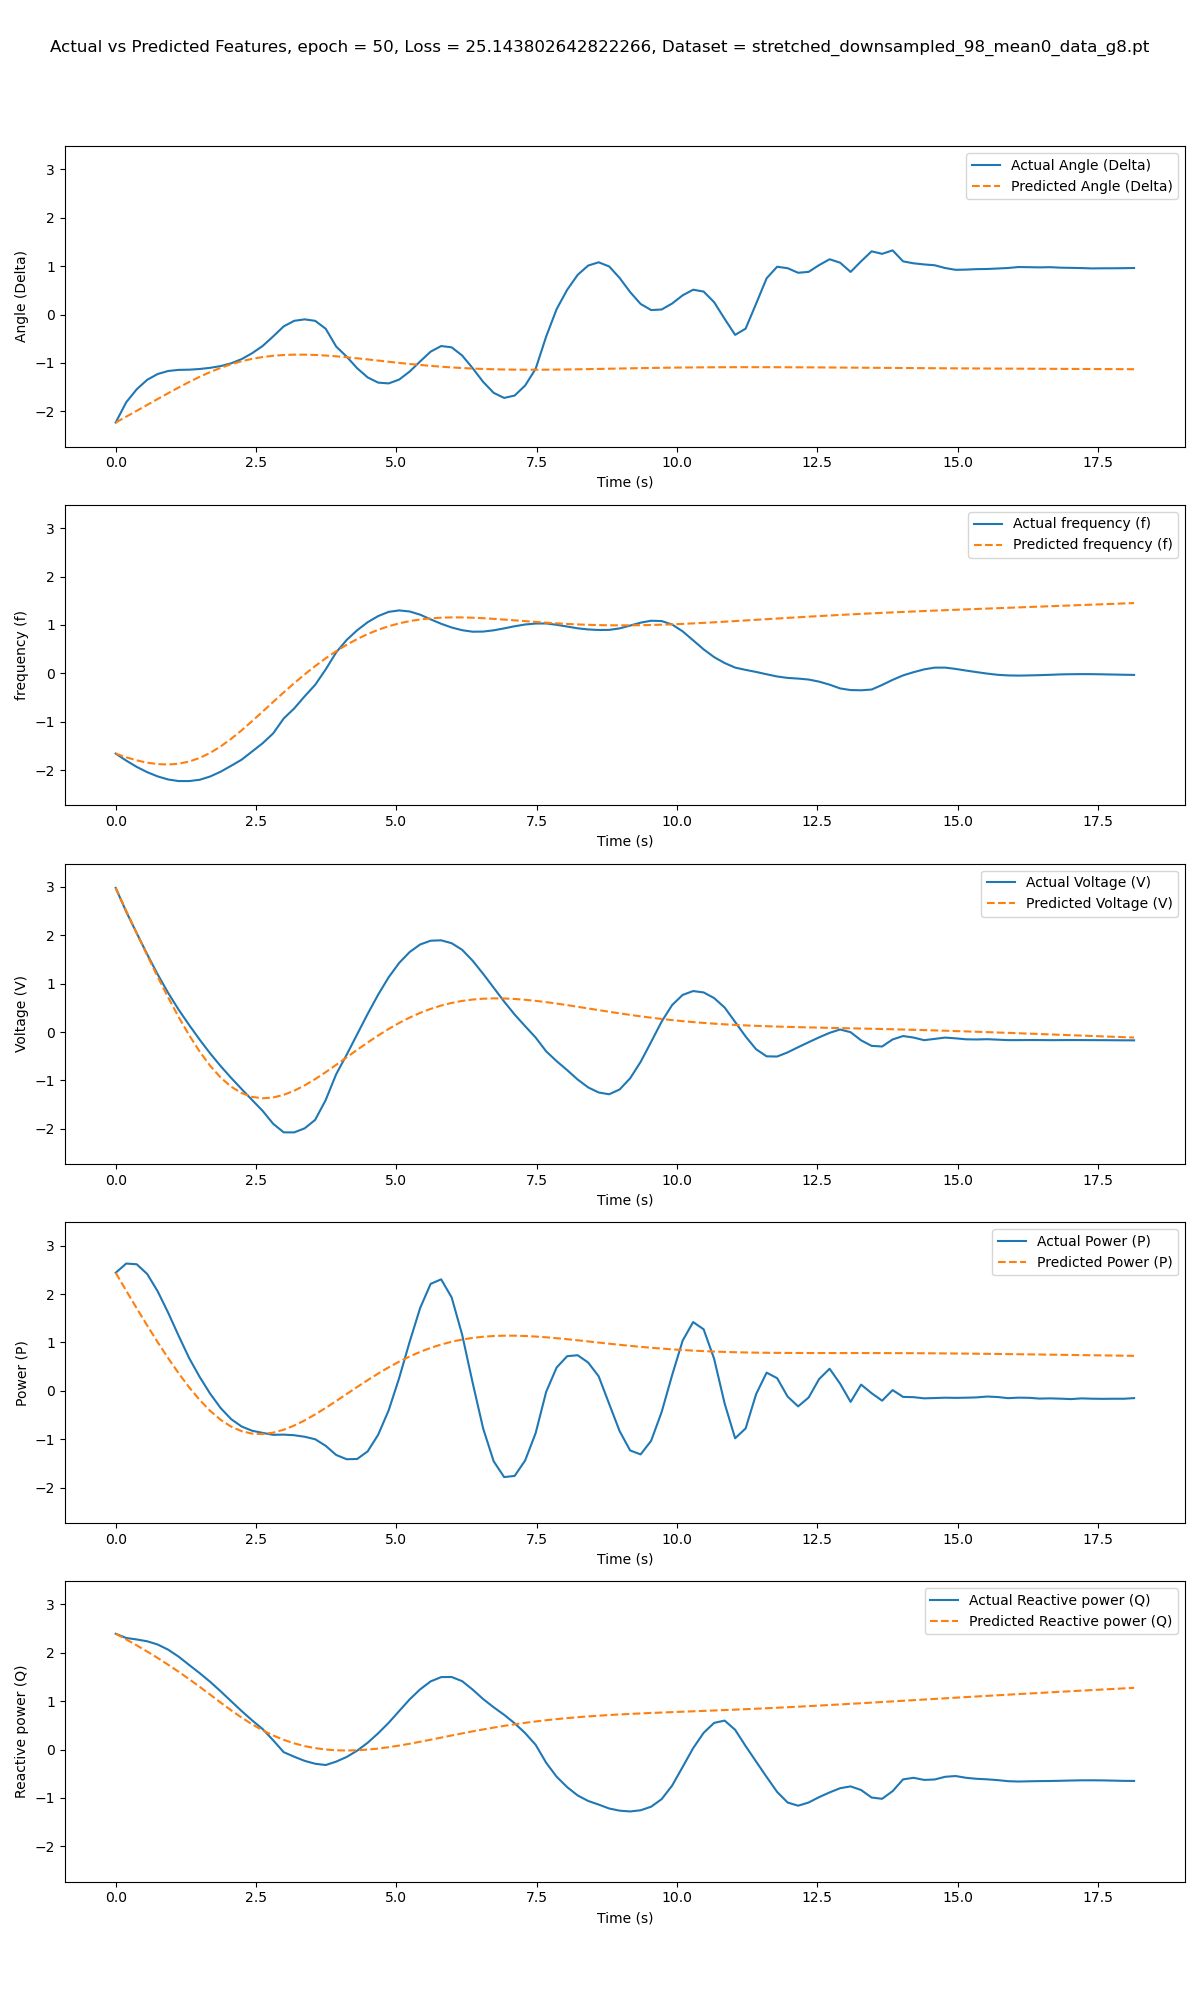 Actual vs Predicted Features, epoch = 50, Loss = 25.143802642822266, Dataset = stretched_downsampled_98_mean0_data_g8.pt
3
2
1
0
−1
−2
Angle (Delta)
Actual Angle (Delta)
Predicted Angle (Delta)
0.0 2.5 5.0 7.5 10.0 12.5 15.0 17.5
Time (s)
3
2
1
0
−1
−2
frequency (f)
Actual frequency (f)
Predicted frequency (f)
0.0 2.5 5.0 7.5 10.0 12.5 15.0 17.5
Time (s)
3
2
1
0
−1
−2
Voltage (V)
Actual Voltage (V)
Predicted Voltage (V)
0.0 2.5 5.0 7.5 10.0 12.5 15.0 17.5
Time (s)
3
2
1
0
−1
−2
Power (P)
Actual Power (P)
Predicted Power (P)
0.0 2.5 5.0 7.5 10.0 12.5 15.0 17.5
Time (s)
3
2
1
0
−1
−2
Reactive power (Q)
Actual Reactive power (Q)
Predicted Reactive power (Q)
0.0 2.5 5.0 7.5 10.0 12.5 15.0 17.5
Time (s)